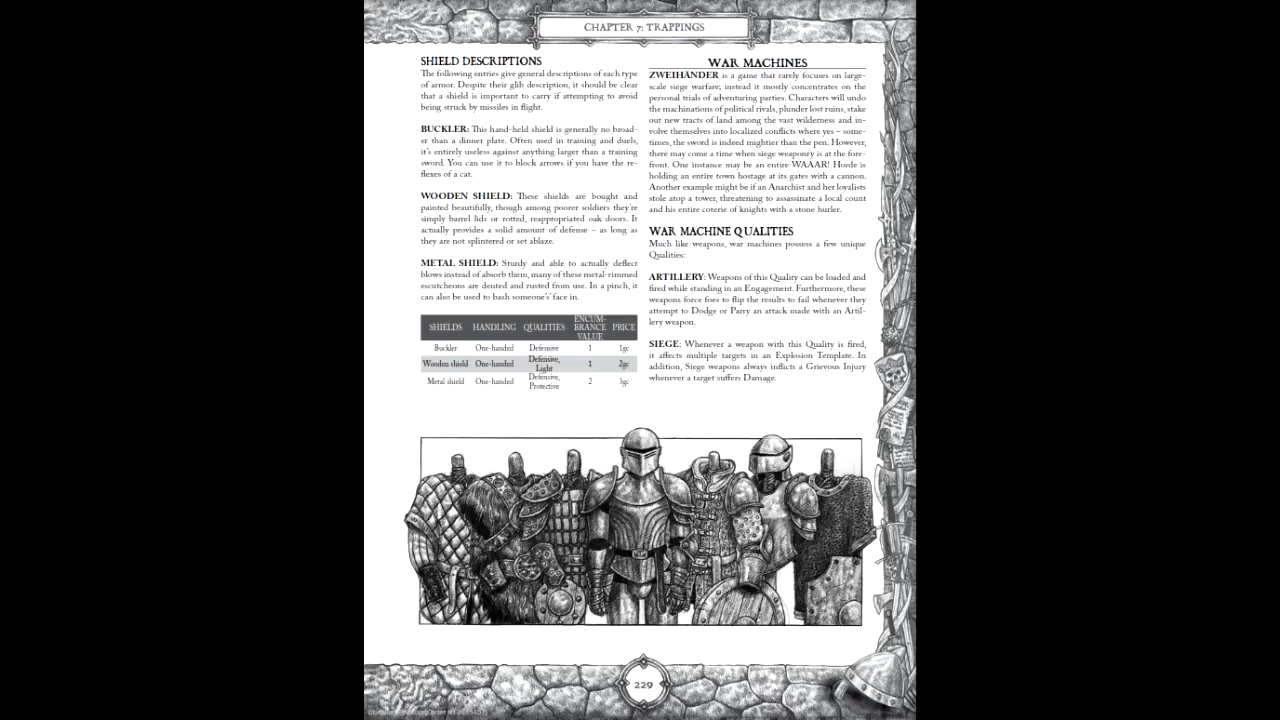 CHAPTER 7: TRAPPINGS
SHIELD DESCRIPTIONS
The following entries give general descriptions of each type
of armor. Despite their glib description, it should be clear
that a shield is important to carry if attempting to avoid
being struck by missiles in flight.
BUCKLER: This hand-held shield is generally no broad-
er than a dinner plate. Often used in training and duels,
it's entirely useless against anything larger than a training
sword. You can use it to block arrows if you have the re-
flexes of a cat.
WOODEN SHIELD: These shields are bought and
painted beautifully, though among poorer soldiers they're
simply barrel lids or rotted, reappropriated oak doors. It
actually provides a solid amount of defense – as long as
they are not splintered or set ablaze.
METAL SHIELD: Sturdy and able to actually deflect
blows instead of absorb them, many of these metal-rimmed
escutcheons are dented and rusted from use. In a pinch, it
can also be used to bash someone's' face in.
SHIELDS HANDLING QUALITIES ENCUM-BRANCE VALUE PRICE
Buckler One-handed Defensive 1 1gc
Wooden shield One-handed Defensive, Light 1 2gc
Metal shield One-handed Defensive, Protective 2 3gc
WAR MACHINES
ZWEIHÄNDER is a game that rarely focuses on large-
scale siege warfare; instead it mostly concentrates on the
personal trials of adventuring parties. Characters will undo
the machinations of political rivals, plunder lost ruins, stake
out new tracts of land among the vast wilderness and in-
volve themselves into localized conflicts where yes – some-
times, the sword is indeed mightier than the pen. However,
there may come a time when siege weaponry is at the fore-
front. One instance may be an entire WAAAR! Horde is
holding an entire town hostage at its gates with a cannon.
Another example might be if an Anarchist and her loyalists
stole atop a tower, threatening to assassinate a local count
and his entire coterie of knights with a stone hurler.
WAR MACHINE QUALITIES
Much like weapons, war machines possess a few unique
Qualities:
ARTILLERY: Weapons of this Quality can be loaded and
fired while standing in an Engagement. Furthermore, these
weapons force foes to flip the results to fail whenever they
attempt to Dodge or Parry an attack made with an Artil-
lery weapon.
SIEGE: Whenever a weapon with this Quality is fired,
it affects multiple targets in an Explosion Template. In
addition, Siege weapons always inflicts a Grievous Injury
whenever a target suffers Damage.
229